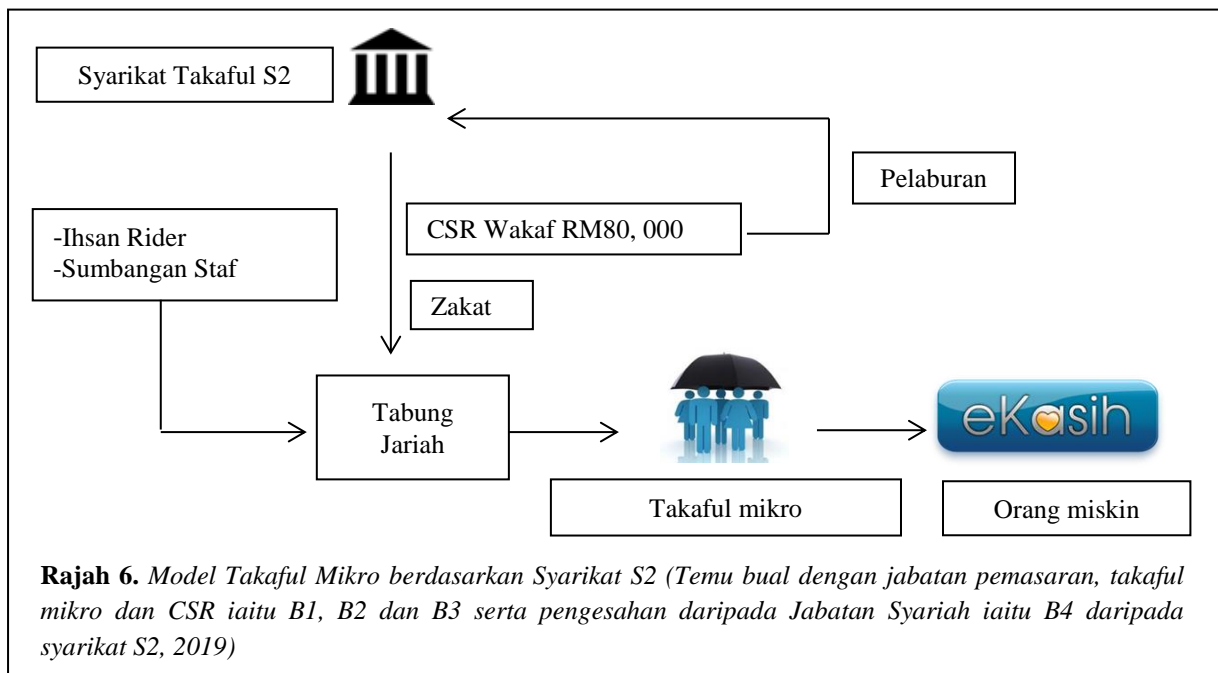 Syarikat Takaful S2
Pelaburan
CSR Wakaf RM80, 000
-Ihsan Rider
-Sumbangan Staf
Zakat
Tabung
Jariah
eKasih
Takaful mikro
Orang miskin
Rajah 6. Model Takaful Mikro berdasarkan Syarikat S2 (Temu bual dengan jabatan pemasaran, takaful
mikro dan CSR iaitu B1, B2 dan B3 serta pengesahan daripada Jabatan Syariah iaitu B4 daripada
syarikat S2, 2019)